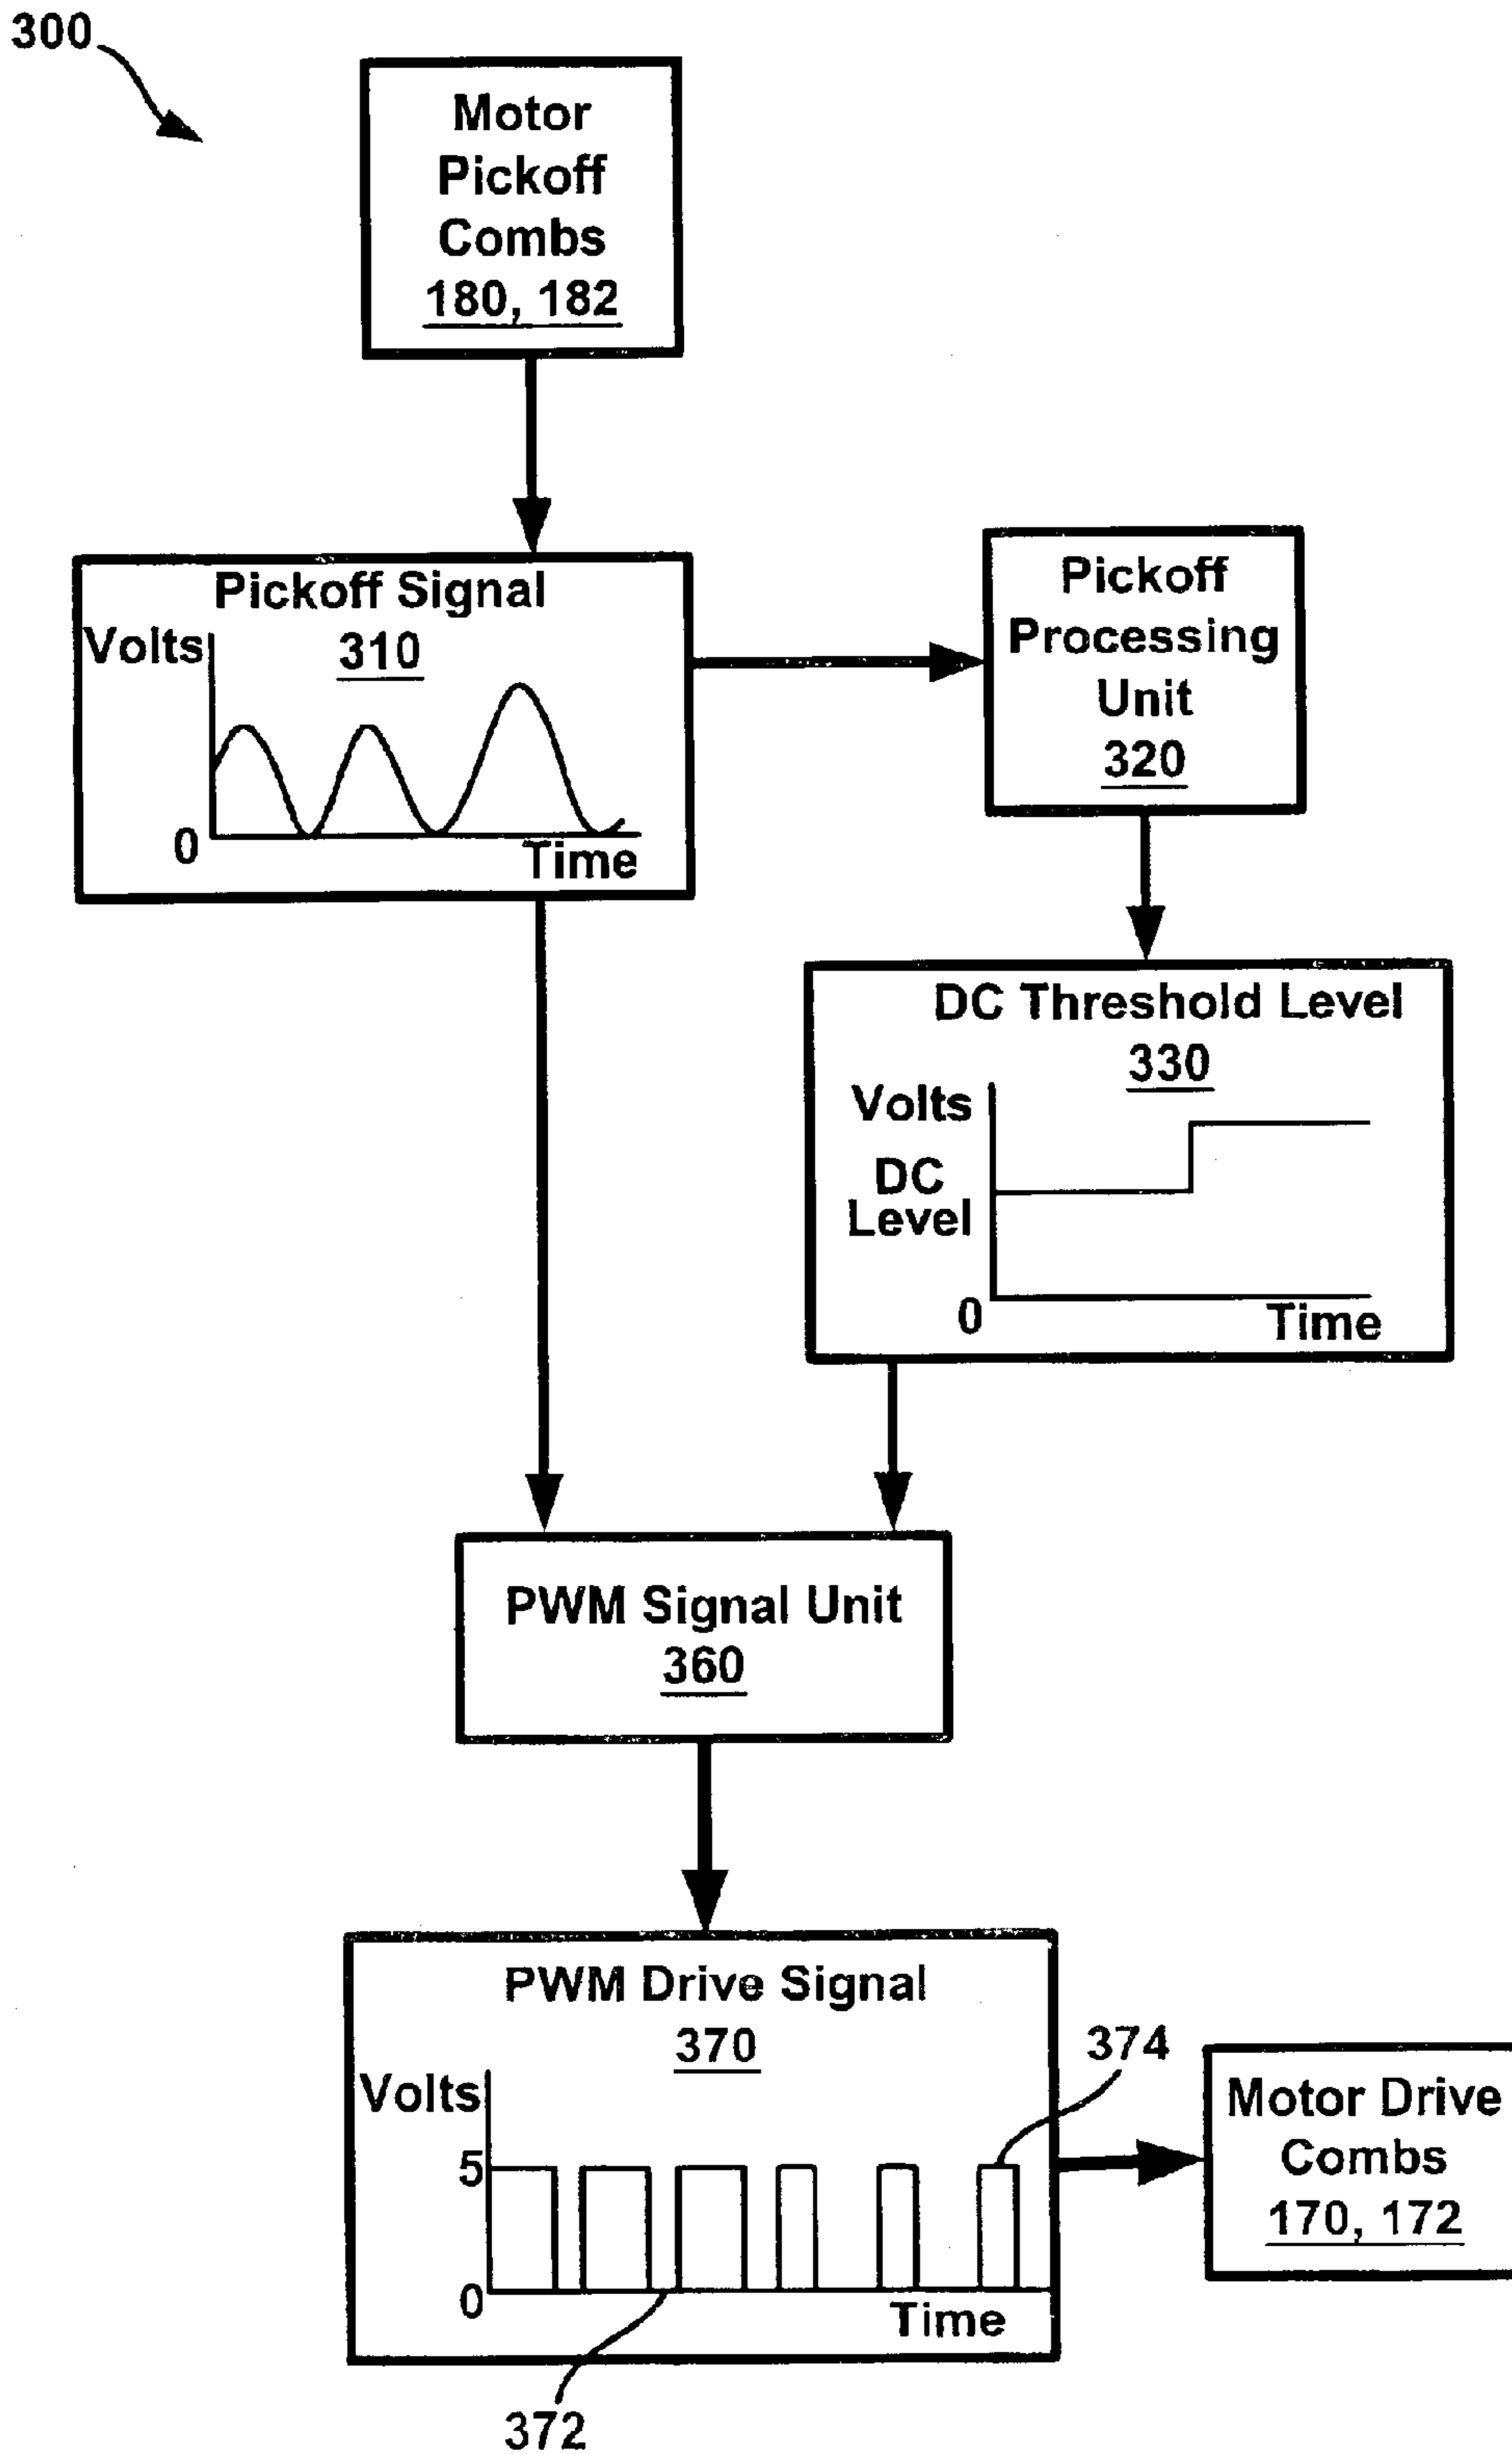 300
Motor
Pickoff
Combs
180, 182
Pickoff Signal
310
Volts
0
Time
Pickoff
Processing
Unit
320
DC Threshold Level
330
Volts
DC
Level
0
Time
PWM Signal Unit
360
PWM Drive Signal
370
Volts
5
0
Time
374
372
Motor Drive
Combs
170, 172